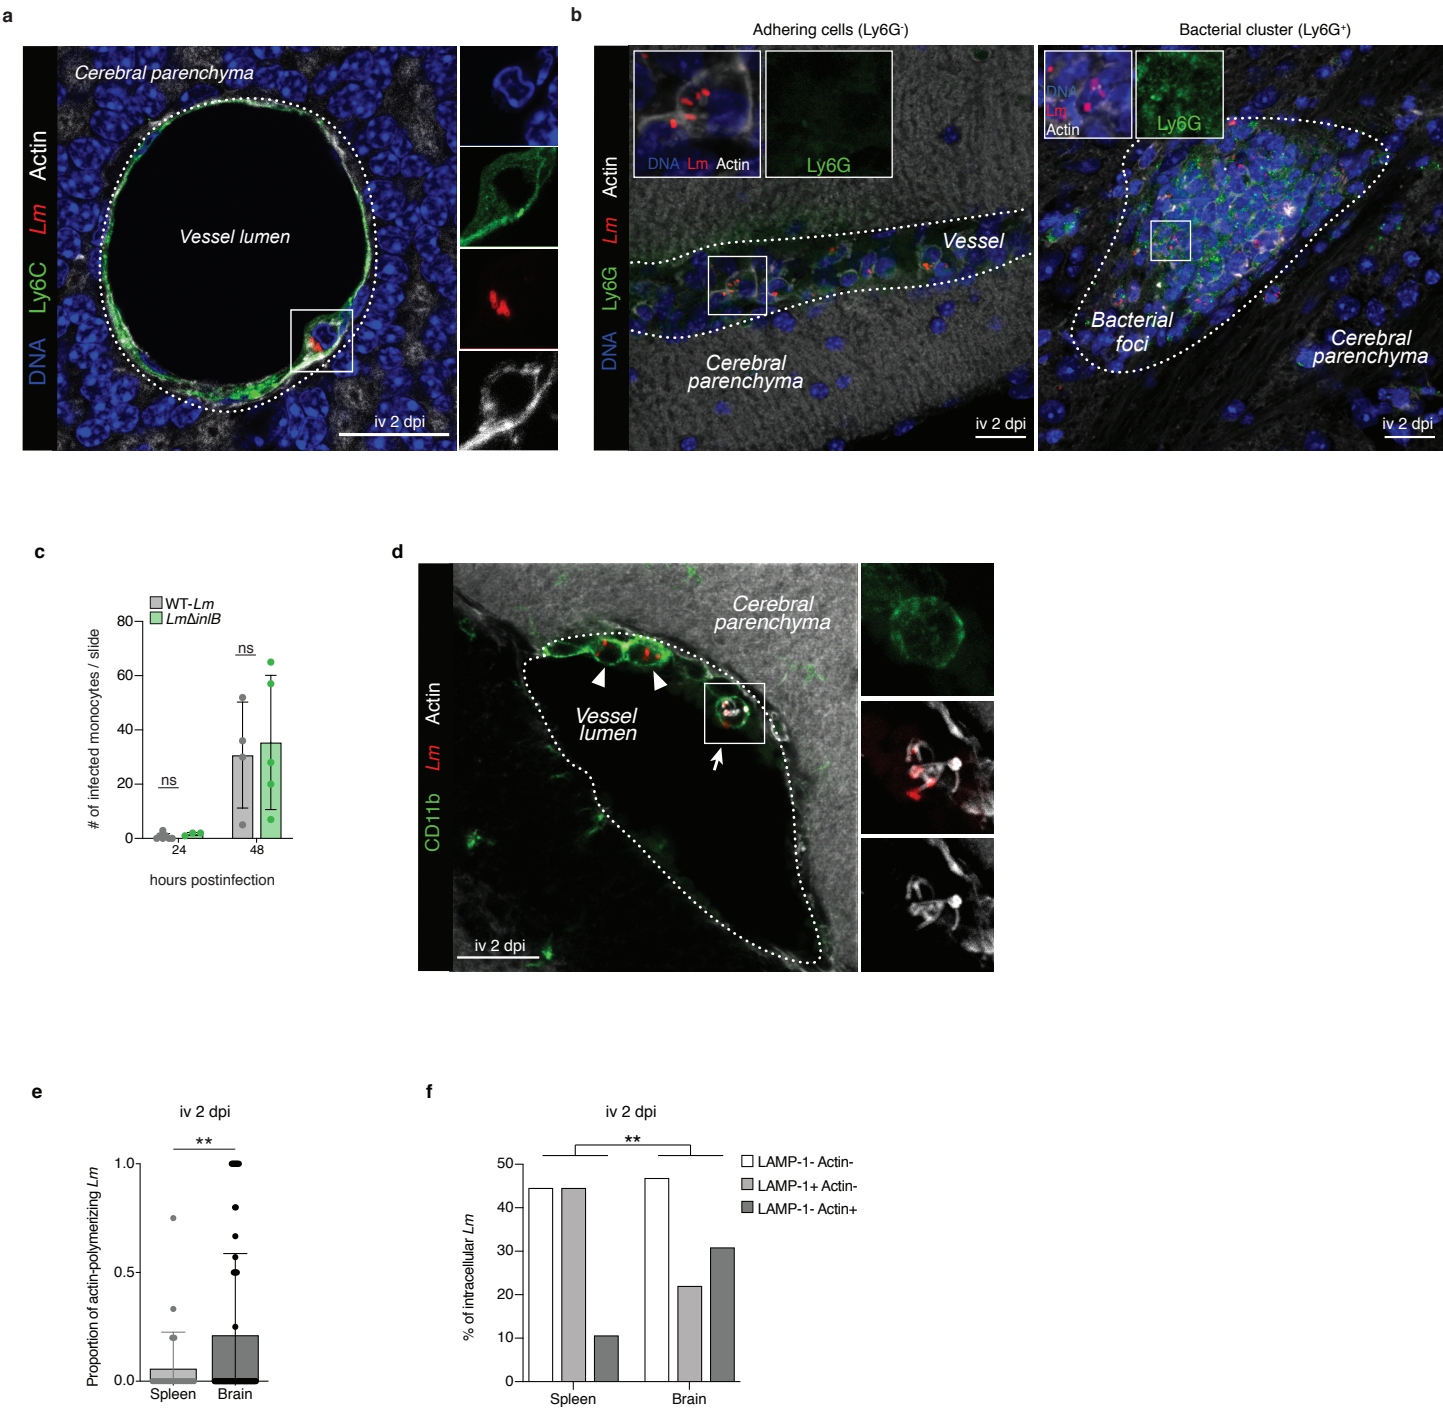 a
DNA Ly6C Lm Actin
Cerebral parenchyma
Vessel lumen
iv 2 dpi
b
Adhering cells (Ly6G-)
Bacterial cluster (Ly6G+)
DNA Ly6G Lm Actin
DNA Lm Actin
Ly6G
Vessel
Cerebral
parenchyma
iv 2 dpi
DNA
Lm
Actin
Ly6G
Bacterial
foci
Cerebral
parenchyma
iv 2 dpi
c
WT-Lm
LmΔinlB
# of infected monocytes / slide
80
60
40
20
0
ns
ns
24
48
hours postinfection
d
CD11b Lm Actin
Cerebral
parenchyma
Vessel
lumen
iv 2 dpi
e
iv 2 dpi
**
Proportion of actin-polymerizing Lm
1.0
0.5
0.0
Spleen
Brain
f
iv 2 dpi
**
% of intracellular Lm
50
40
30
20
10
0
Spleen
Brain
LAMP-1- Actin-
LAMP-1+ Actin-
LAMP-1- Actin+